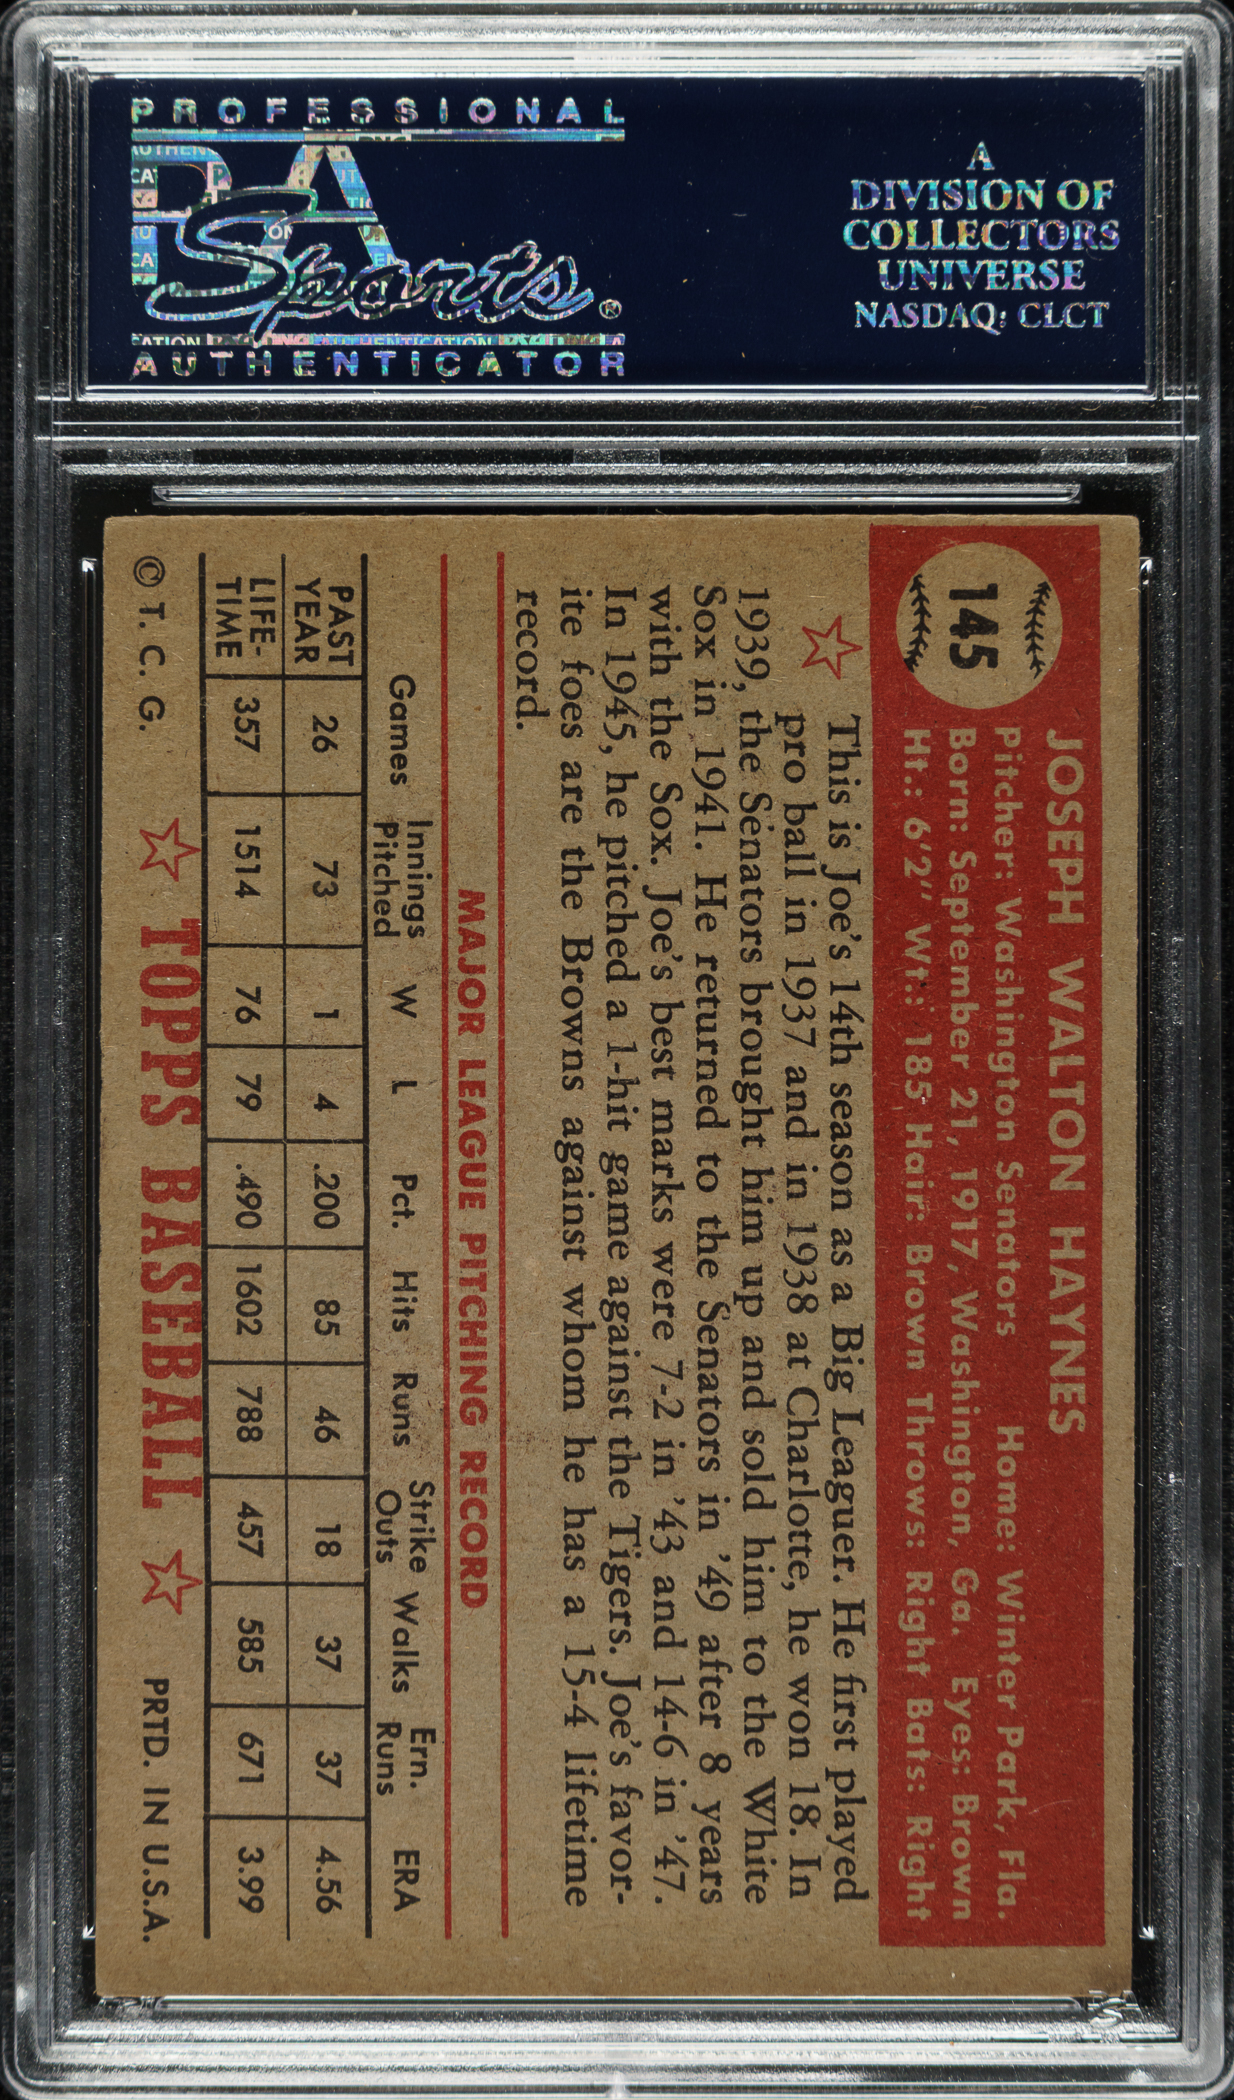 PROFESSIONAL
PSA
Sports®
AUTHENTICATOR
A
DIVISION OF
COLLECTORS
UNIVERSE
NASDAQ: CLCT
145
JOSEPH WALTON HAYNES
Pitcher: Washington Senators Home: Winter Park, Fla.
Born: September 21, 1917, Washington, Ga. Eyes: Brown
Ht.: 6'2" Wt.: 185 Hair: Brown Throws: Right Bats: Right
This is Joe's 14th season as a Big Leaguer. He first played
pro ball in 1937 and in 1938 at Charlotte, he won 18. In
1939, the Senators brought him up and sold him to the White
Sox in 1941. He returned to the Senators in '49 after 8 years
with the Sox. Joe's best marks were 7-2 in '43 and 14-6 in '47.
In 1945, he pitched a 1-hit game against the Tigers. Joe's favor-
ite foes are the Browns against whom he has a 15-4 lifetime
record.
MAJOR LEAGUE PITCHING RECORD
Games Innings Pitched W L Pct. Hits Runs Strike Outs Walks Ern. Runs ERA
PAST YEAR 26 73 1 4 .200 85 46 18 37 37 4.56
LIFE-TIME 357 1514 76 79 .490 1602 788 457 585 671 3.99
© T. C. G. TOPPS BASEBALL PRTD. IN U.S.A.